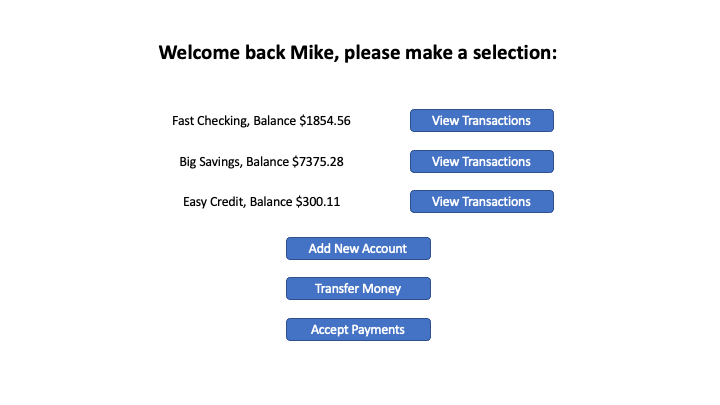 Welcome back Mike, please make a selection:
Fast Checking, Balance $1854.56
View Transactions
Big Savings, Balance $7375.28
View Transactions
Easy Credit, Balance $300.11
View Transactions
Add New Account
Transfer Money
Accept Payments